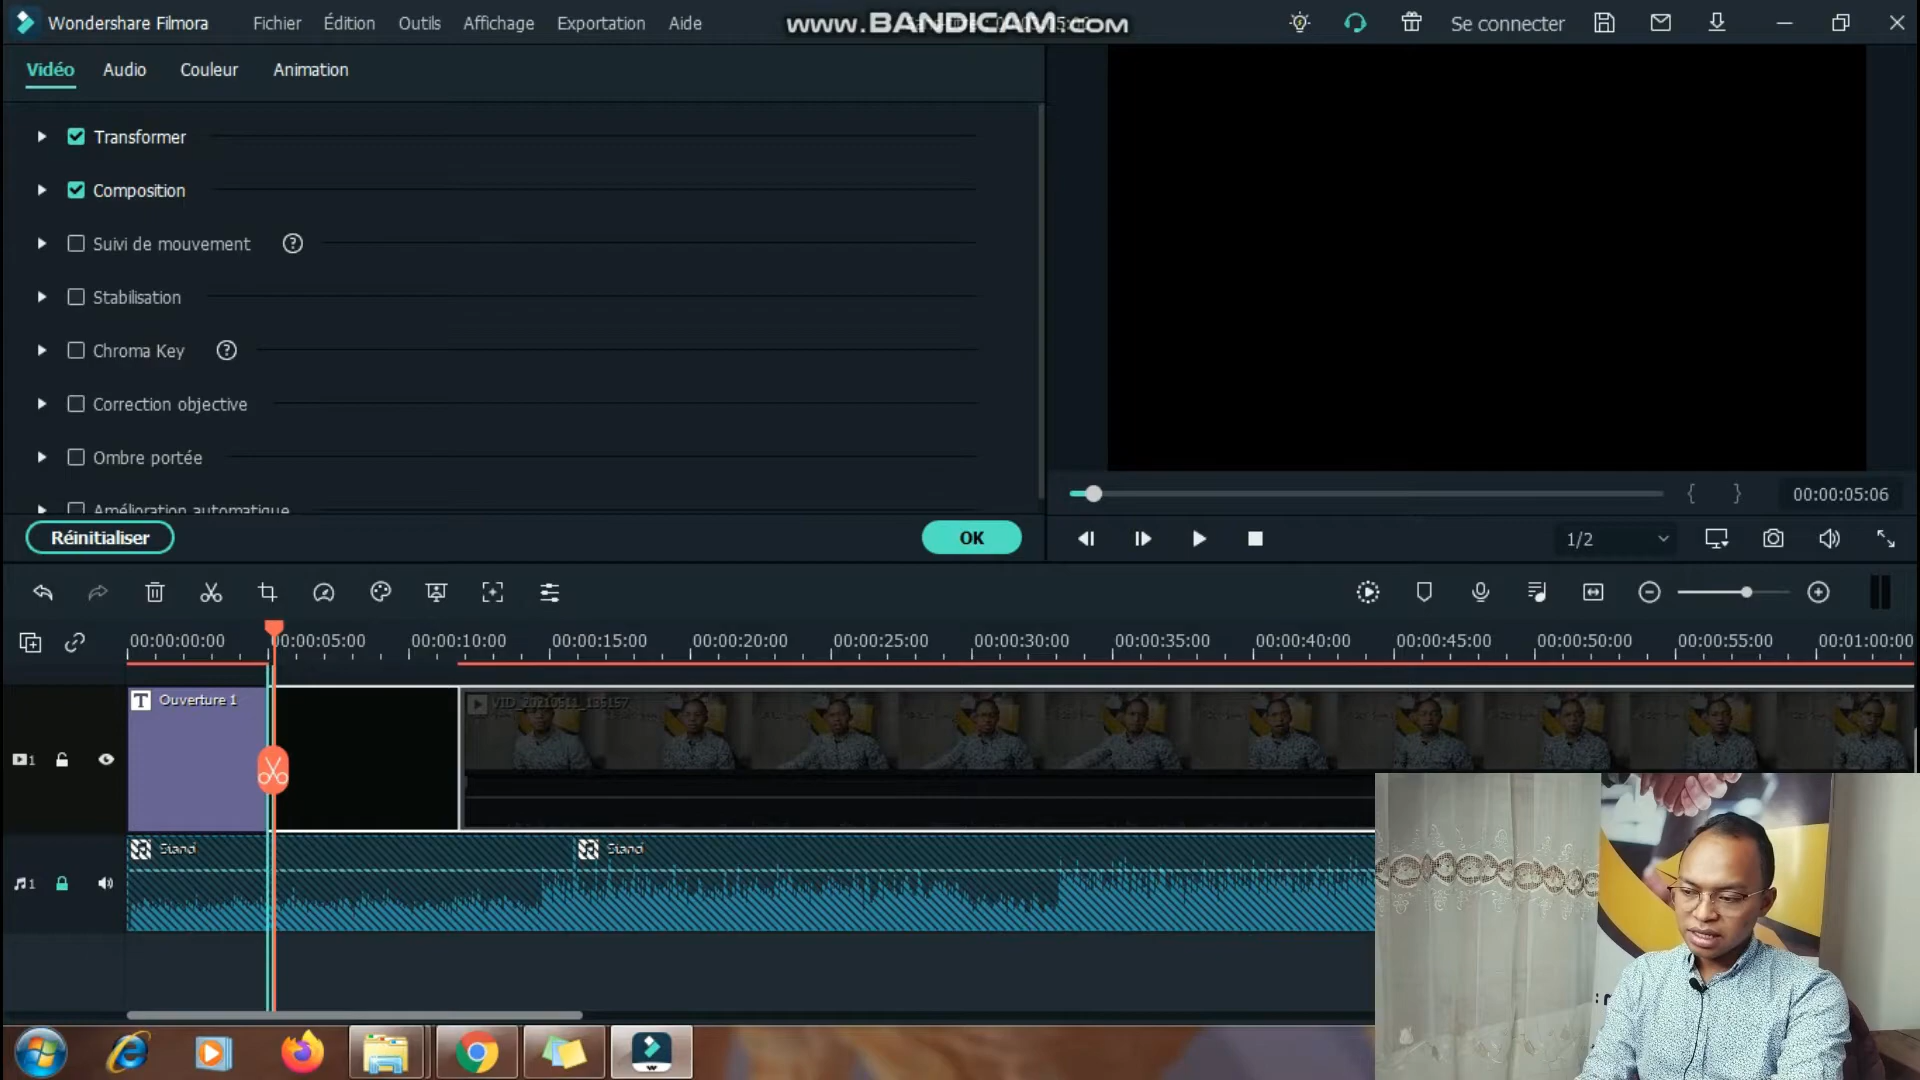 Wondershare Filmora
Fichier
Édition
Outils
Affichage
Exportation
Aide
www.BANDICAM.com
Se connecter
Vidéo
Audio
Couleur
Animation
Transformer
Composition
Suivi de mouvement ?
Stabilisation
Chroma Key ?
Correction objective
Ombre portée
Amélioration automatique
Réinitialiser
OK
{ }
00:00:05:06
1/2
00:00:00:00
00:00:05:00
00:00:10:00
00:00:15:00
00:00:20:00
00:00:25:00
00:00:30:00
00:00:35:00
00:00:40:00
00:00:45:00
00:00:50:00
00:00:55:00
00:01:00:00
T Ouverture 1
VID_20210611_135157
1
Stand
Stand
1